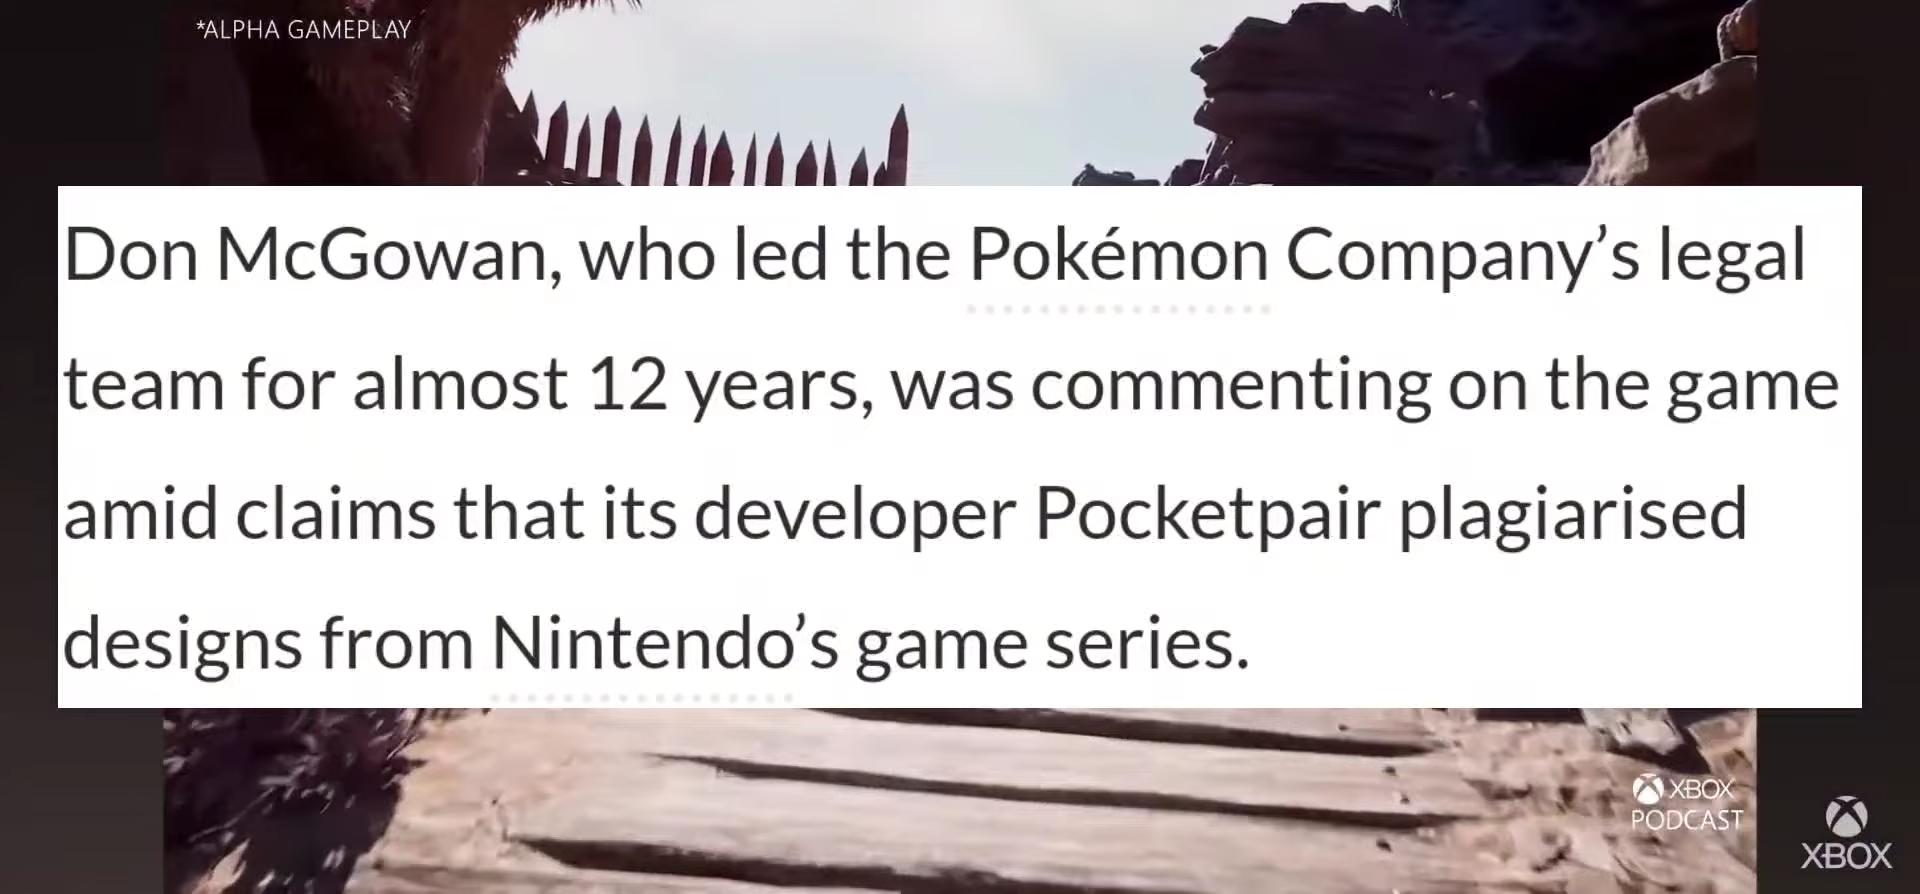 *ALPHA GAMEPLAY
Don McGowan, who led the Pokémon Company’s legal
team for almost 12 years, was commenting on the game
amid claims that its developer Pocketpair plagiarised
designs from Nintendo’s game series.
XBOX
PODCAST
XBOX